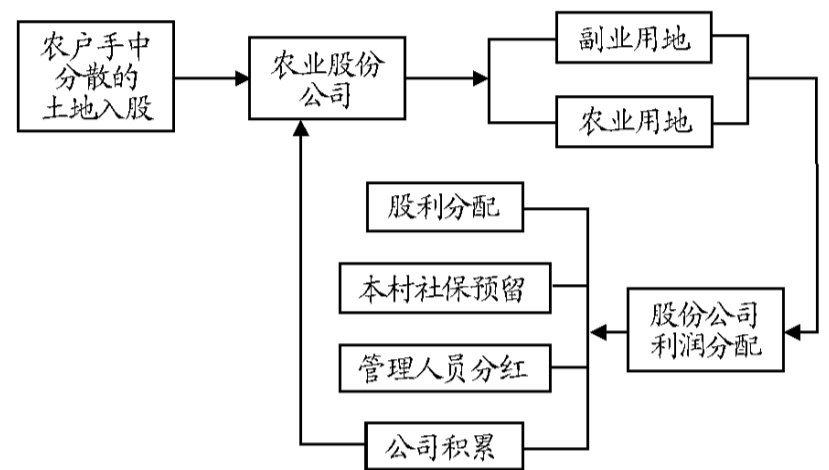 农户手中
分散的
土地入股
农业股份
公司
副业用地
农业用地
股利分配
本村社保预留
管理人员分红
公司积累
股份公司
利润分配